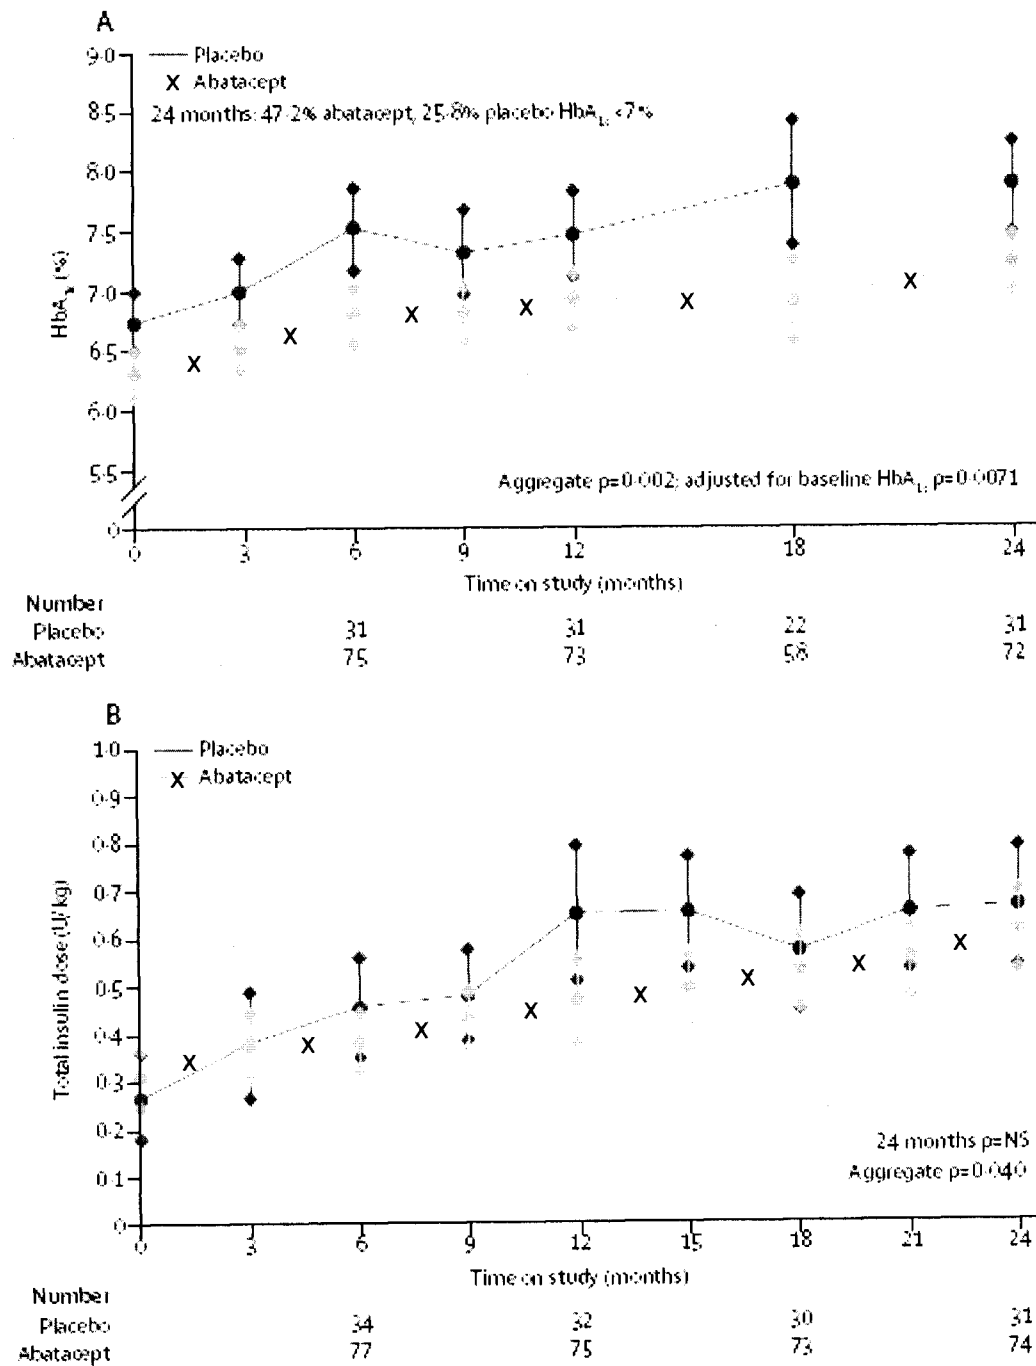 A
9·0
Placebo
X Abatacept
8·5
24 months: 47·2% abatacept, 25·8% placebo HbA1c <7%
8·0
7·5
HbA1c (%)
7·0
6·5
6·0
5·5
Aggregate p=0·002; adjusted for baseline HbA1c p=0·0071
0
0 3 6 9 12 18 24
Time on study (months)
Number
Placebo 31 31 22 31
Abatacept 75 73 58 72
B
1·0
Placebo
X Abatacept
0·9
0·8
0·7
Total insulin dose (U/kg)
0·6
0·5
0·4
0·3
0·2
24 months p=NS
Aggregate p=0·040
0·1
0
0 3 6 9 12 15 18 21 24
Time on study (months)
Number
Placebo 34 32 30 31
Abatacept 77 75 73 74